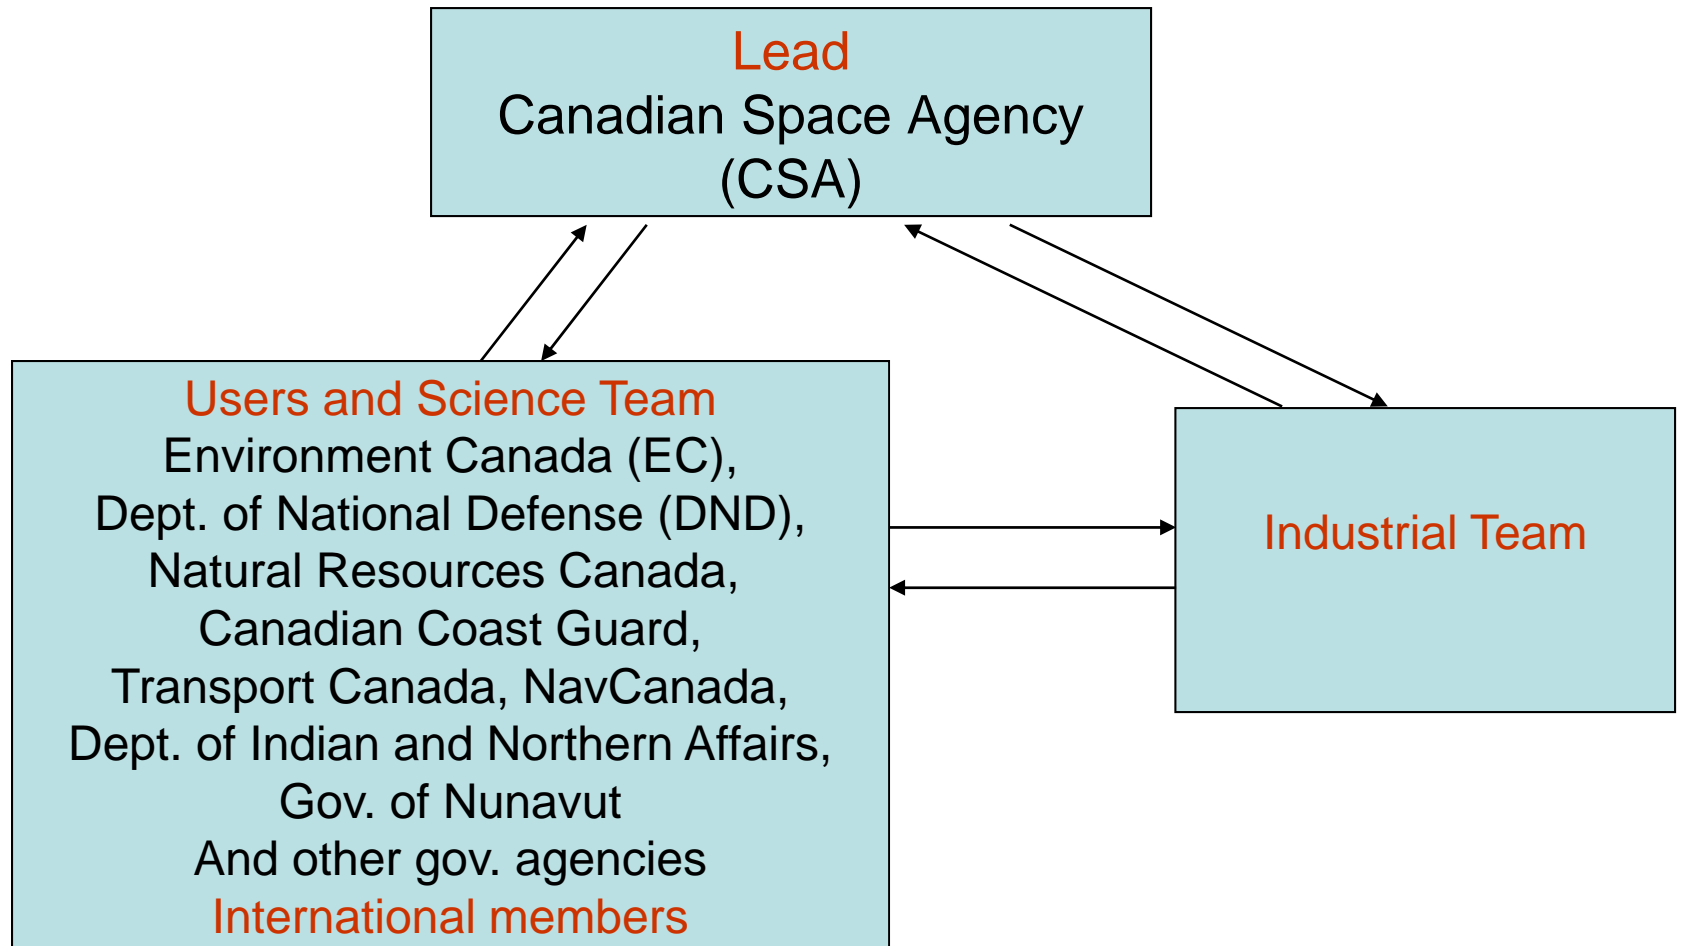 Lead
Canadian Space Agency
(CSA)
Users and Science Team
Environment Canada (EC),
Dept. of National Defense (DND),
Natural Resources Canada,
Canadian Coast Guard,
Transport Canada, NavCanada,
Dept. of Indian and Northern Affairs,
Gov. of Nunavut
And other gov. agencies
International members
Industrial Team